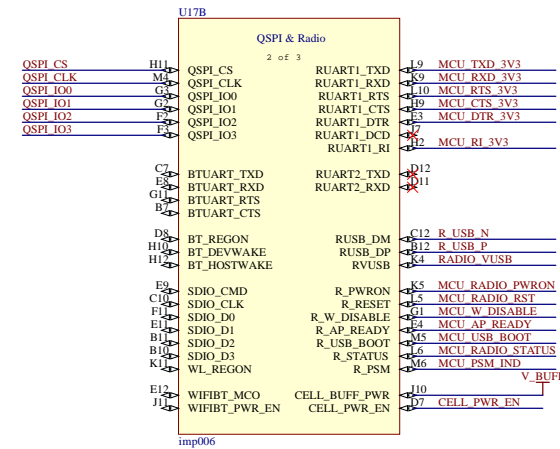 U17B
QSPI & Radio
2 of 3
QSPI_CS H11 QSPI_CS RUART1_TXD L9 MCU_TXD_3V3
QSPI_CLK M4 QSPI_CLK RUART1_RXD K9 MCU_RXD_3V3
QSPI_IO0 G3 QSPI_IO0 RUART1_RTS L10 MCU_RTS_3V3
QSPI_IO1 G2 QSPI_IO1 RUART1_CTS H9 MCU_CTS_3V3
QSPI_IO2 F2 QSPI_IO2 RUART1_DTR E3 MCU_DTR_3V3
QSPI_IO3 F3 QSPI_IO3 RUART1_DCD J7
RUART1_RI H2 MCU_RI_3V3
C7 BTUART_TXD RUART2_TXD D12
E8 BTUART_RXD RUART2_RXD D11
G11 BTUART_RTS
B7 BTUART_CTS
D8 BT_REGON RUSB_DM C12 R_USB_N
H10 BT_DEVWAKE RUSB_DP B12 R_USB_P
H12 BT_HOSTWAKE RVUSB K4 RADIO_VUSB
E9 SDIO_CMD R_PWRON K5 MCU_RADIO_PWRON
C10 SDIO_CLK R_RESET L5 MCU_RADIO_RST
F11 SDIO_D0 R_W_DISABLE G1 MCU_W_DISABLE
E11 SDIO_D1 R_AP_READY E4 MCU_AP_READY
B11 SDIO_D2 R_USB_BOOT M5 MCU_USB_BOOT
B10 SDIO_D3 R_STATUS L6 MCU_RADIO_STATUS
K11 WL_REGON R_PSM M6 MCU_PSM_IND
V_BUFF
E12 WIFIBT_MCO CELL_BUFF_PWR J10
J11 WIFIBT_PWR_EN CELL_PWR_EN D7 CELL_PWR_EN
imp006